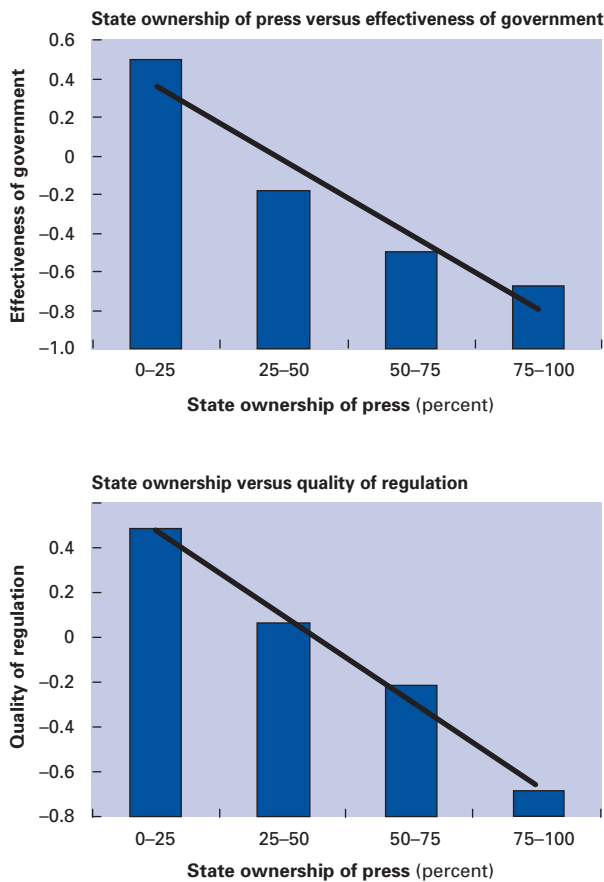 State ownership of press versus effectiveness of government
0.6
0.4
0.2
0
–0.2
–0.4
–0.6
–0.8
–1.0
Effectiveness of government
0–25 25–50 50–75 75–100
State ownership of press (percent)
State ownership versus quality of regulation
0.4
0.2
0
–0.2
–0.4
–0.6
–0.8
Quality of regulation
0–25 25–50 50–75 75–100
State ownership of press (percent)